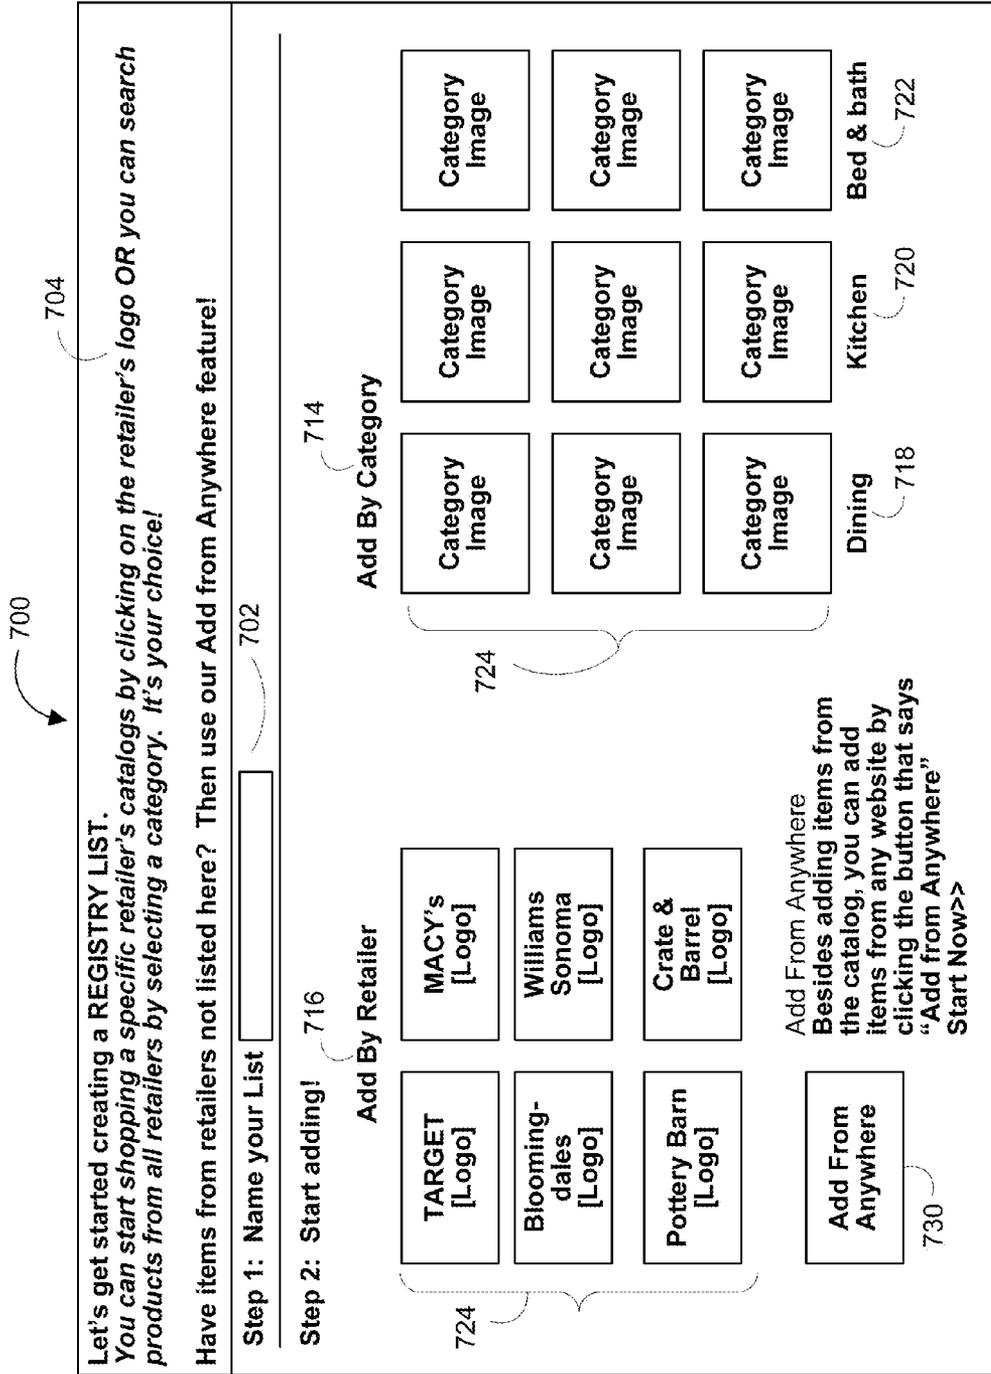 700
704
Let's get started creating a REGISTRY LIST.
You can start shopping a specific retailer's catalogs by clicking on the retailer's logo OR you can search
products from all retailers by selecting a category. It's your choice!
Have items from retailers not listed here? Then use our Add from Anywhere feature!
Step 1: Name your List
702
Step 2: Start adding!
716
Add By Retailer
724
TARGET
[Logo]
MACY's
[Logo]
Blooming-
dales
[Logo]
Williams
Sonoma
[Logo]
Pottery Barn
[Logo]
Crate &
Barrel
[Logo]
Add From
Anywhere
730
Add From Anywhere
Besides adding items from
the catalog, you can add
items from any website by
clicking the button that says
“Add from Anywhere”
Start Now>>
714
Add By Category
724
Category
Image
Category
Image
Category
Image
Category
Image
Category
Image
Category
Image
Category
Image
Category
Image
Category
Image
Dining
718
Kitchen
720
Bed & bath
722